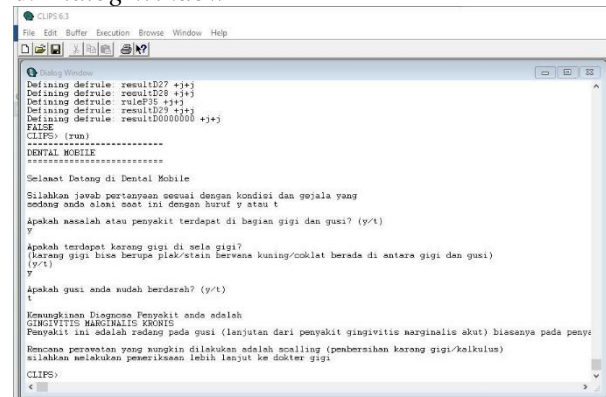 CLIPS 6.3
File Edit Buffer Execution Browse Window Help
Dialog Window
Defining defrule: resultD27 +j+j
Defining defrule: resultD28 +j+j
Defining defrule: ruleP35 +j+j
Defining defrule: resultD29 +j+j
Defining defrule: resultD0000000 +j+j
FALSE
CLIPS> (run)
--------------------------
DENTAL MOBILE
==========================
Selamat Datang di Dental Mobile
Silahkan jawab pertanyaan sesuai dengan kondisi dan gejala yang
sedang anda alami saat ini dengan huruf y atau t
Apakah masalah atau penyakit terdapat di bagian gigi dan gusi? (y/t)
y
Apakah terdapat karang gigi di sela gigi?
(karang gigi bisa berupa plak/stain berwana kuning/coklat berada di antara gigi dan gusi)
(y/t)
y
Apakah gusi anda mudah berdarah? (y/t)
t
Kemungkinan Diagnosa Penyakit anda adalah
GINGIVITIS MARGINALIS KRONIS
Penyakit ini adalah radang pada gusi (lanjutan dari penyakit gingivitis marginalis akut) biasanya pada penya
Rencana perawatan yang mungkin dilakukan adalah scalling (pembersihan karang gigi/kalkulus)
silahkan melakukan pemeriksaan lebih lanjut ke dokter gigi
CLIPS>